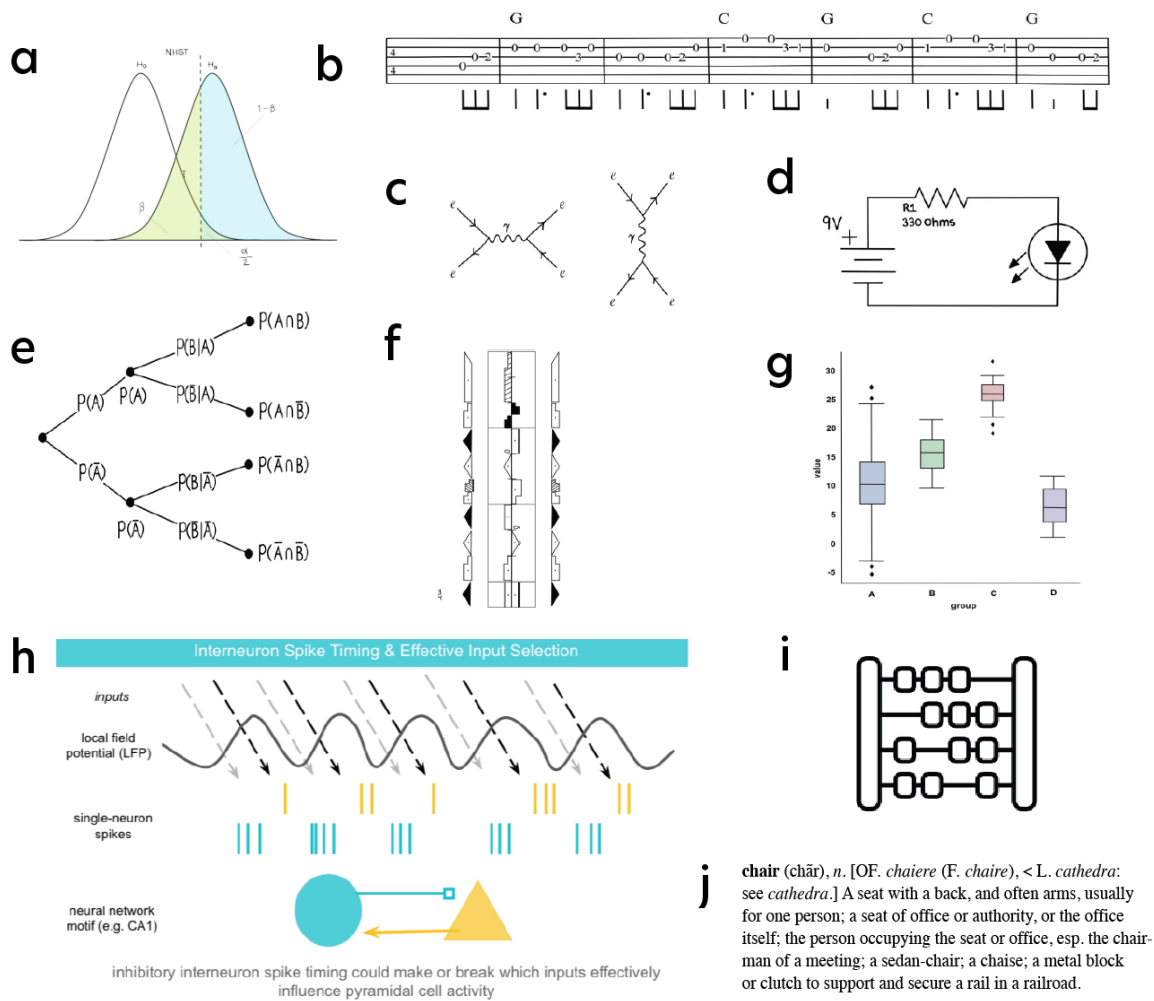 a
NHST
H₀
Hₐ
1-β
β
α
2
b
G C G C G
4
4
0 0 2 0 0 0 3 0 0 0 0 2 0 1 0 0 3 1 0 0 2 0 1 0 0 3 1 0 0 0 2
c
e e
γ
e e
e e
γ
e e
d
9V
+
R1
330 Ohms
e
P(A)
P(A)
P(B|A)
P(A∩B)
P(B̅|A)
P(A∩B̅)
P(A̅)
P(A̅)
P(B|A̅)
P(A̅∩B)
P(B̅|A̅)
P(A̅∩B̅)
f
3
4
g
30
25
20
15
10
5
0
-5
value
A B C D
group
h
Interneuron Spike Timing & Effective Input Selection
inputs
local field
potential (LFP)
single-neuron
spikes
neural network
motif (e.g. CA1)
inhibitory interneuron spike timing could make or break which inputs effectively
influence pyramidal cell activity
i
j
chair (chãr), n. [OF. chaiere (F. chaire), < L. cathedra:
see cathedra.] A seat with a back, and often arms, usually
for one person; a seat of office or authority, or the office
itself; the person occupying the seat or office, esp. the chair-
man of a meeting; a sedan-chair; a chaise; a metal block
or clutch to support and secure a rail in a railroad.